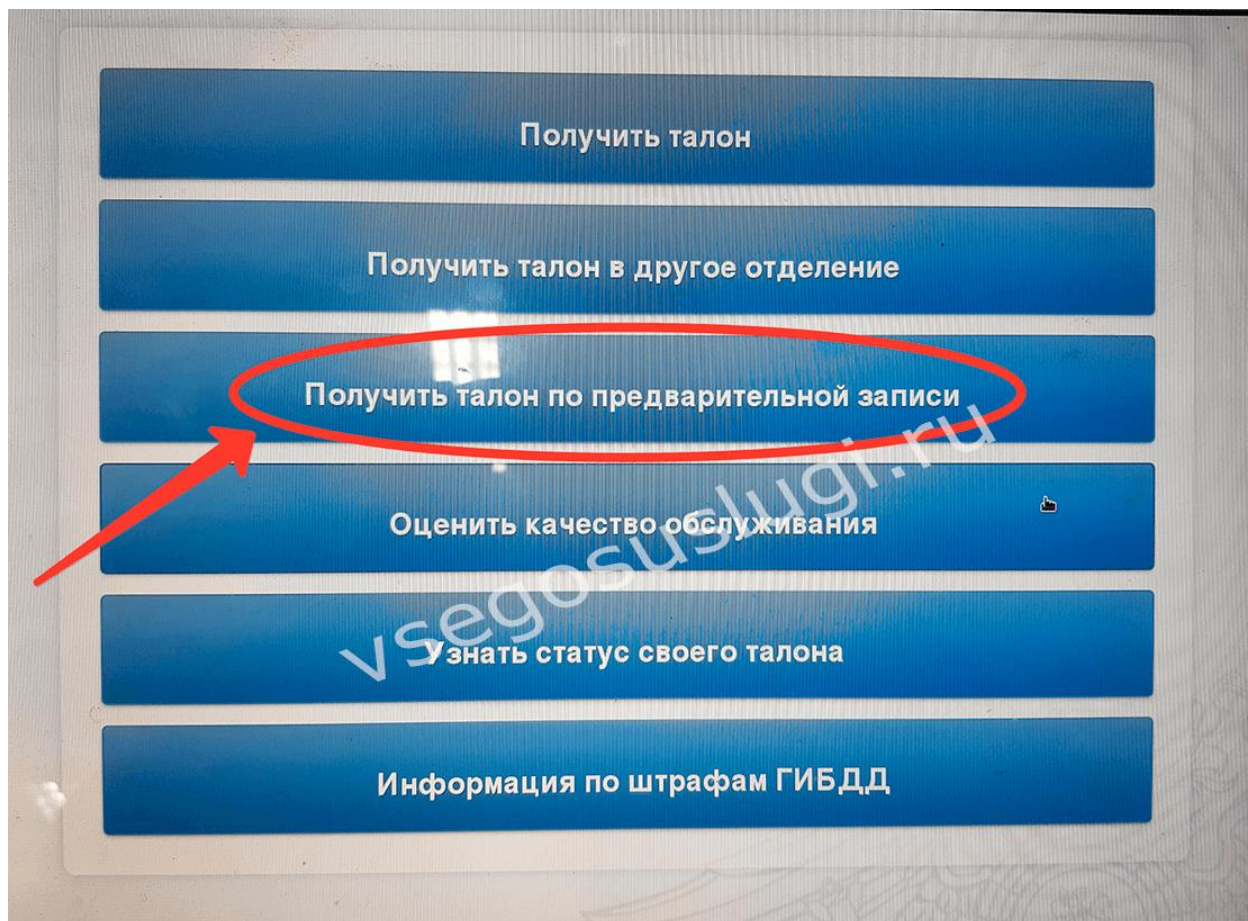 Получить талон
Получить талон в другое отделение
Получить талон по предварительной записи
Оценить качество обслуживания
Узнать статус своего талона
Информация по штрафам ГИБДД
vsegosuslugi.ru